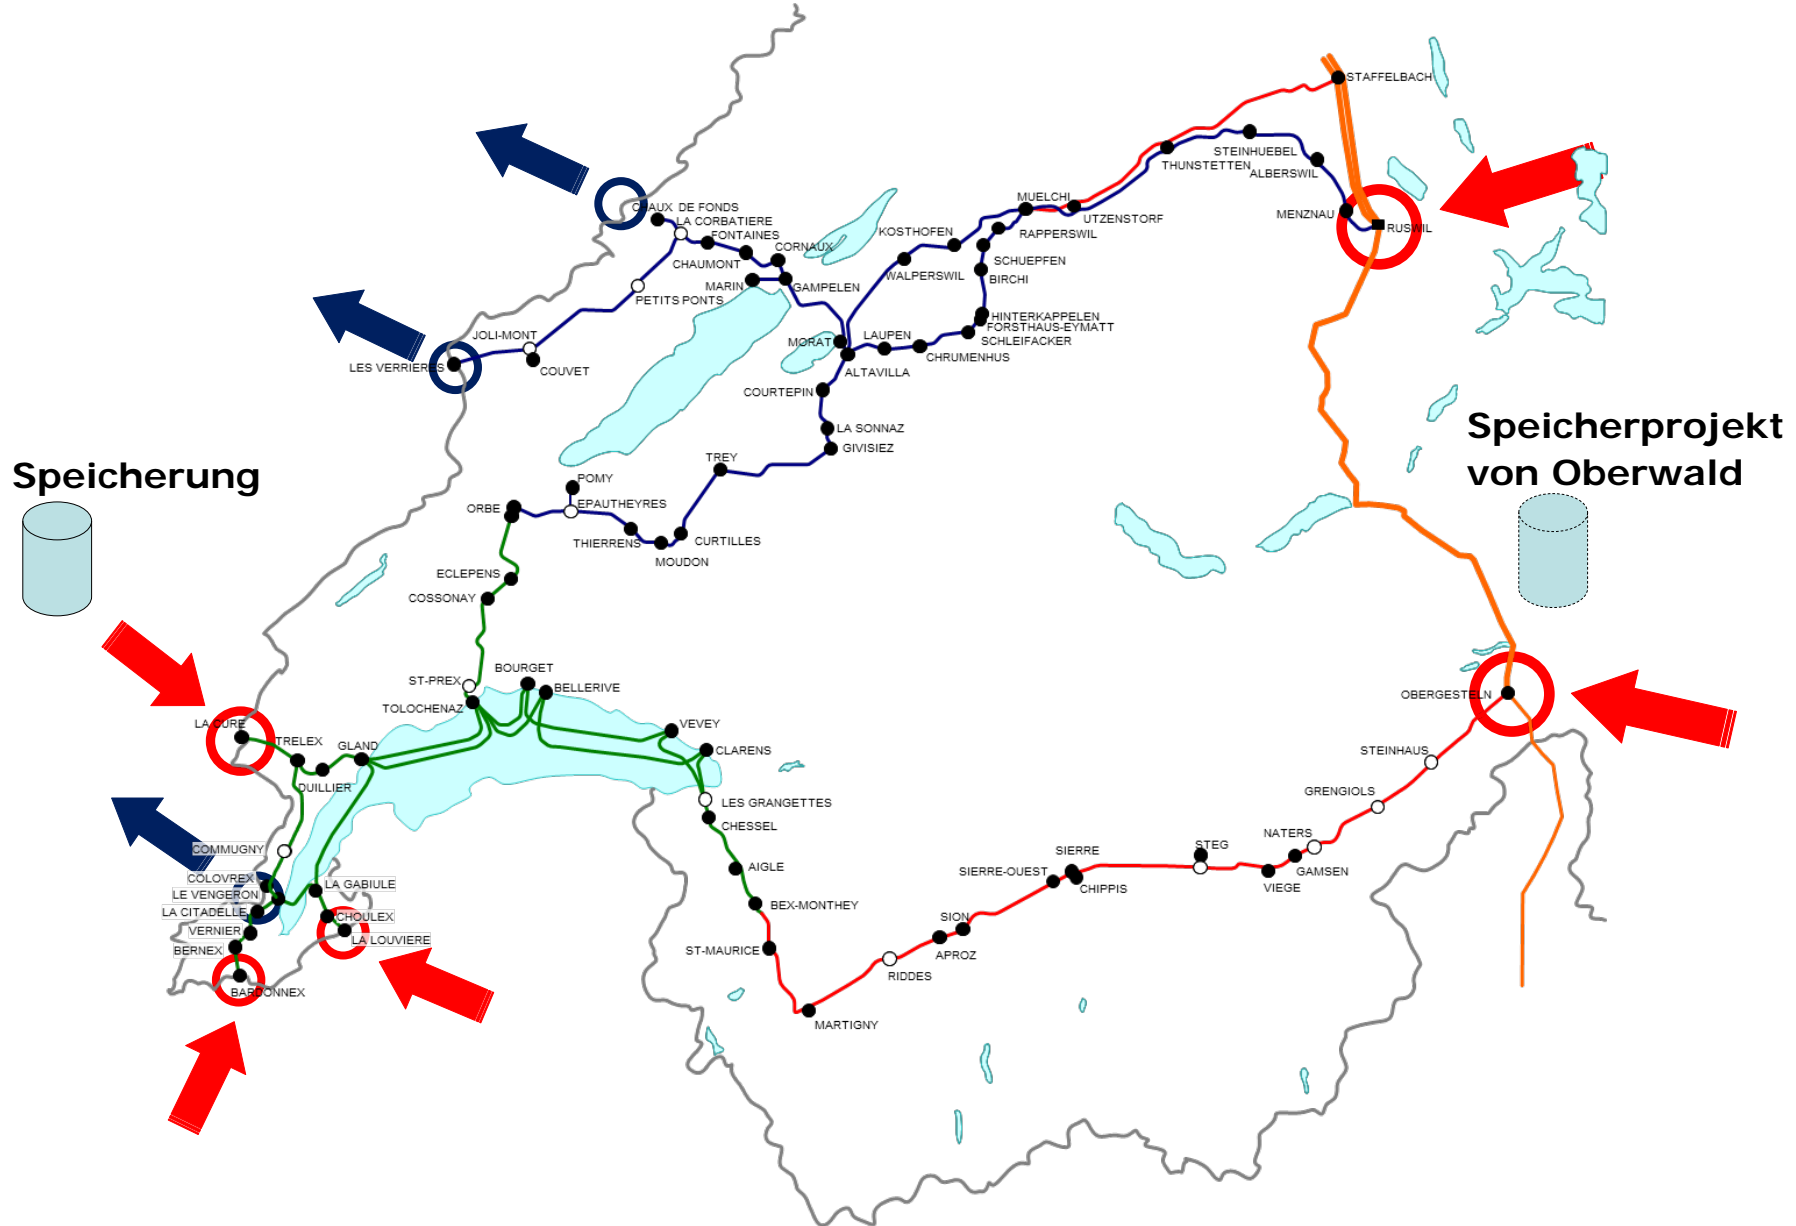 STAFFELBACH
STEINHUEBEL
THUNSTETTEN
ALBERSWIL
MUELCHI
UTZENSTORF
MENZNAU
RUSWIL
CHAUX DE FONDS
LA CORBATIERE
FONTAINES
CORNAUX
CHAUMONT
KOSTHOFEN
RAPPERSWIL
SCHUEPFEN
WALPERSWIL
BIRCHI
MARIN
GAMPELEN
PETITS PONTS
HINTERKAPPELEN
FORSTHAUS-EYMATT
SCHLEIFACKER
JOLI-MONT
MORAT
LAUPEN
CHRUMENHUS
LES VERRIERES
COUVET
ALTAVILLA
COURTEPIN
LA SONNAZ
GIVISIEZ
Speicherprojekt
von Oberwald
Speicherung
TREY
POMY
ORBE
EPAUTHEYRES
THIERRENS
CURTILLES
MOUDON
ECLEPENS
COSSONAY
ST-PREX
BOURGET
BELLERIVE
TOLOCHENAZ
OBERGESTELN
LA CURE
TRELEX
GLAND
VEVEY
CLARENS
DUILLIER
STEINHAUS
GRENGIOLS
LES GRANGETTES
CHESSEL
COMMUGNY
NATERS
STEG
SIERRE
AIGLE
SIERRE-OUEST
CHIPPIS
VIEGE
GAMSEN
COLOVREX
LA GABIULE
LE VENGERON
LA CITADELLE
CHOULEX
BEX-MONTHEY
SION
VERNIER
LA LOUVIERE
BERNEX
ST-MAURICE
APROZ
RIDDES
BARDONNEX
MARTIGNY